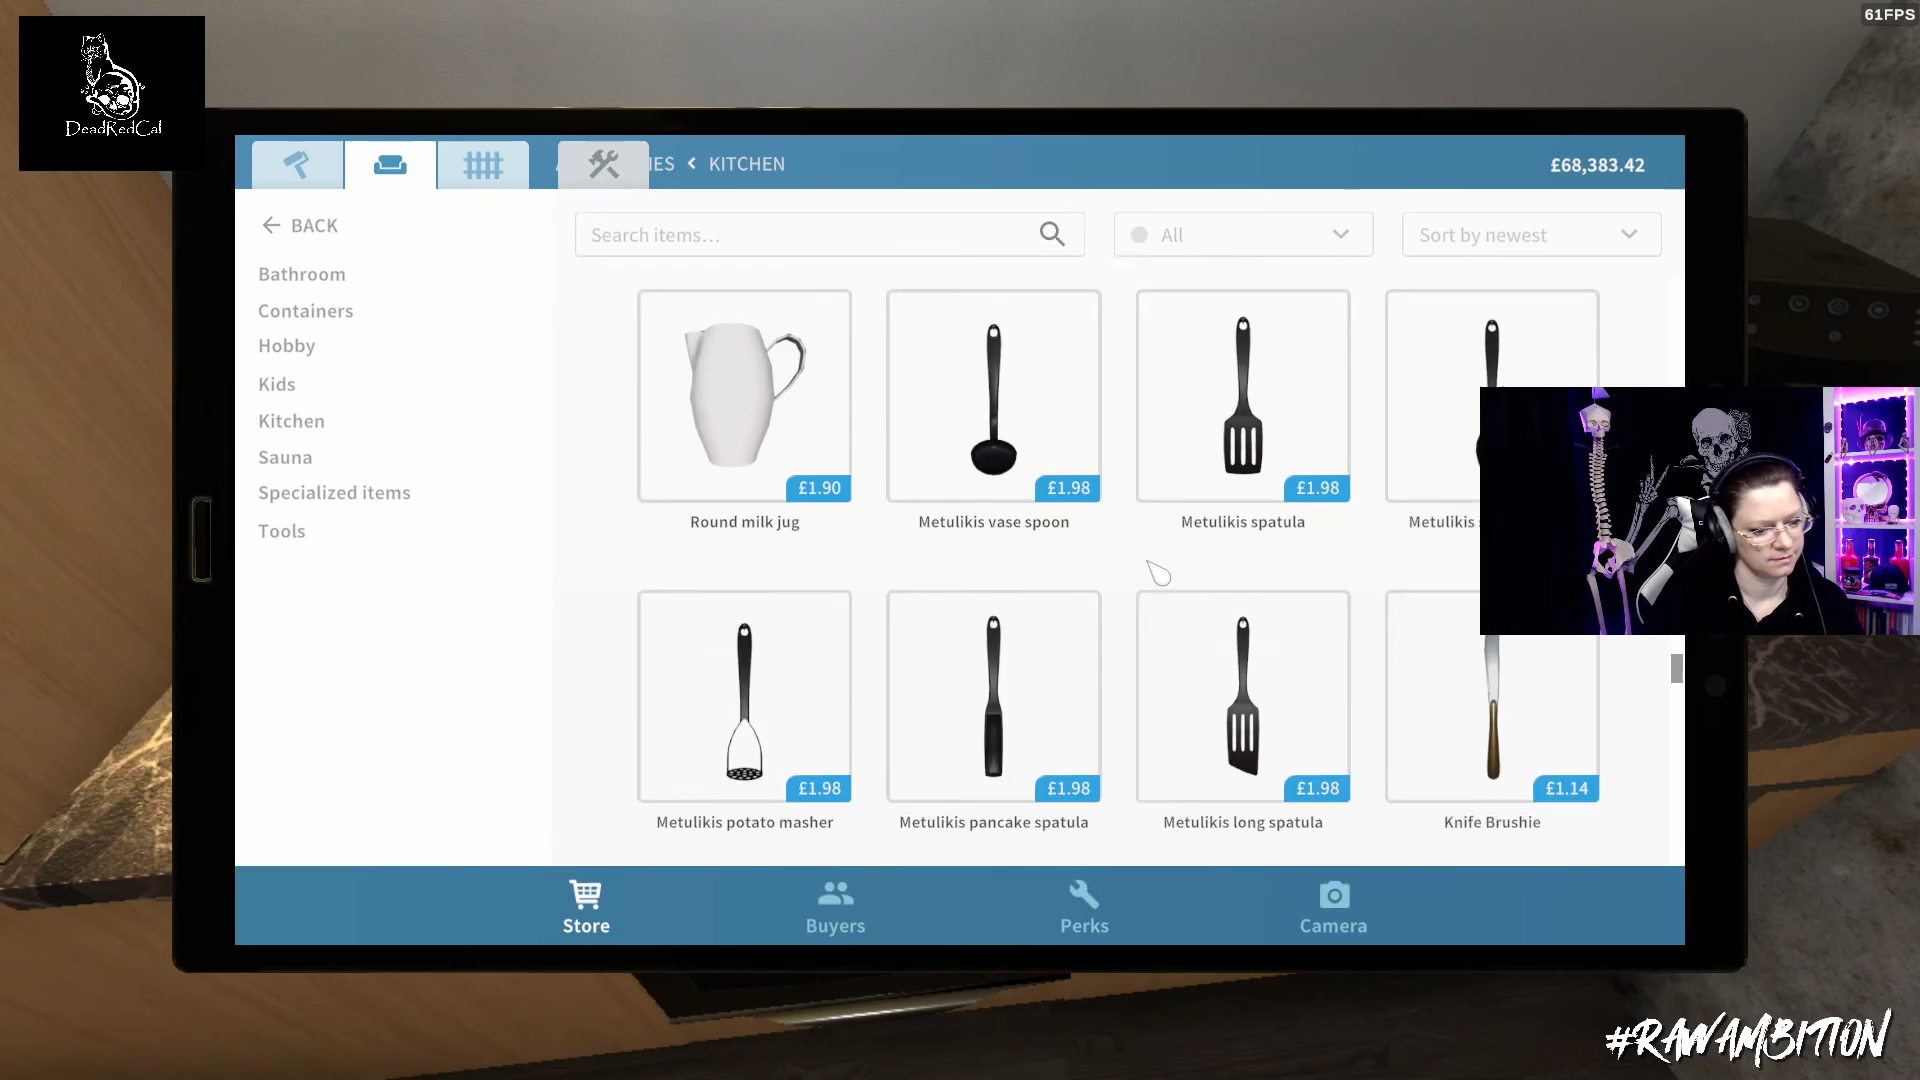 61FPS
DeadRedCal
IES < KITCHEN
£68,383.42
BACK
Search items...
All
Sort by newest
Bathroom
Containers
Hobby
Kids
Kitchen
Sauna
Specialized items
Tools
£1.90
£1.98
£1.98
Round milk jug
Metulikis vase spoon
Metulikis spatula
Metulikis
£1.98
£1.98
£1.98
£1.14
Metulikis potato masher
Metulikis pancake spatula
Metulikis long spatula
Knife Brushie
Store
Buyers
Perks
Camera
#RAWAMBITION